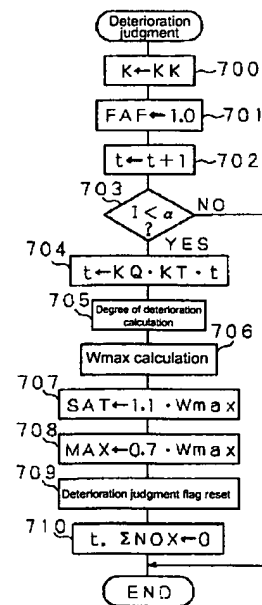 Deterioration judgment
K←KK
700
FAF←1.0
701
t←t+1
702
703
I<α
?
NO
YES
704
t←KQ・KT・t
705
Degree of deterioration calculation
706
Wmax calculation
707
SAT←1.1・Wmax
708
MAX←0.7・Wmax
709
Deterioration judgment flag reset
710
t. ΣNOX←0
END